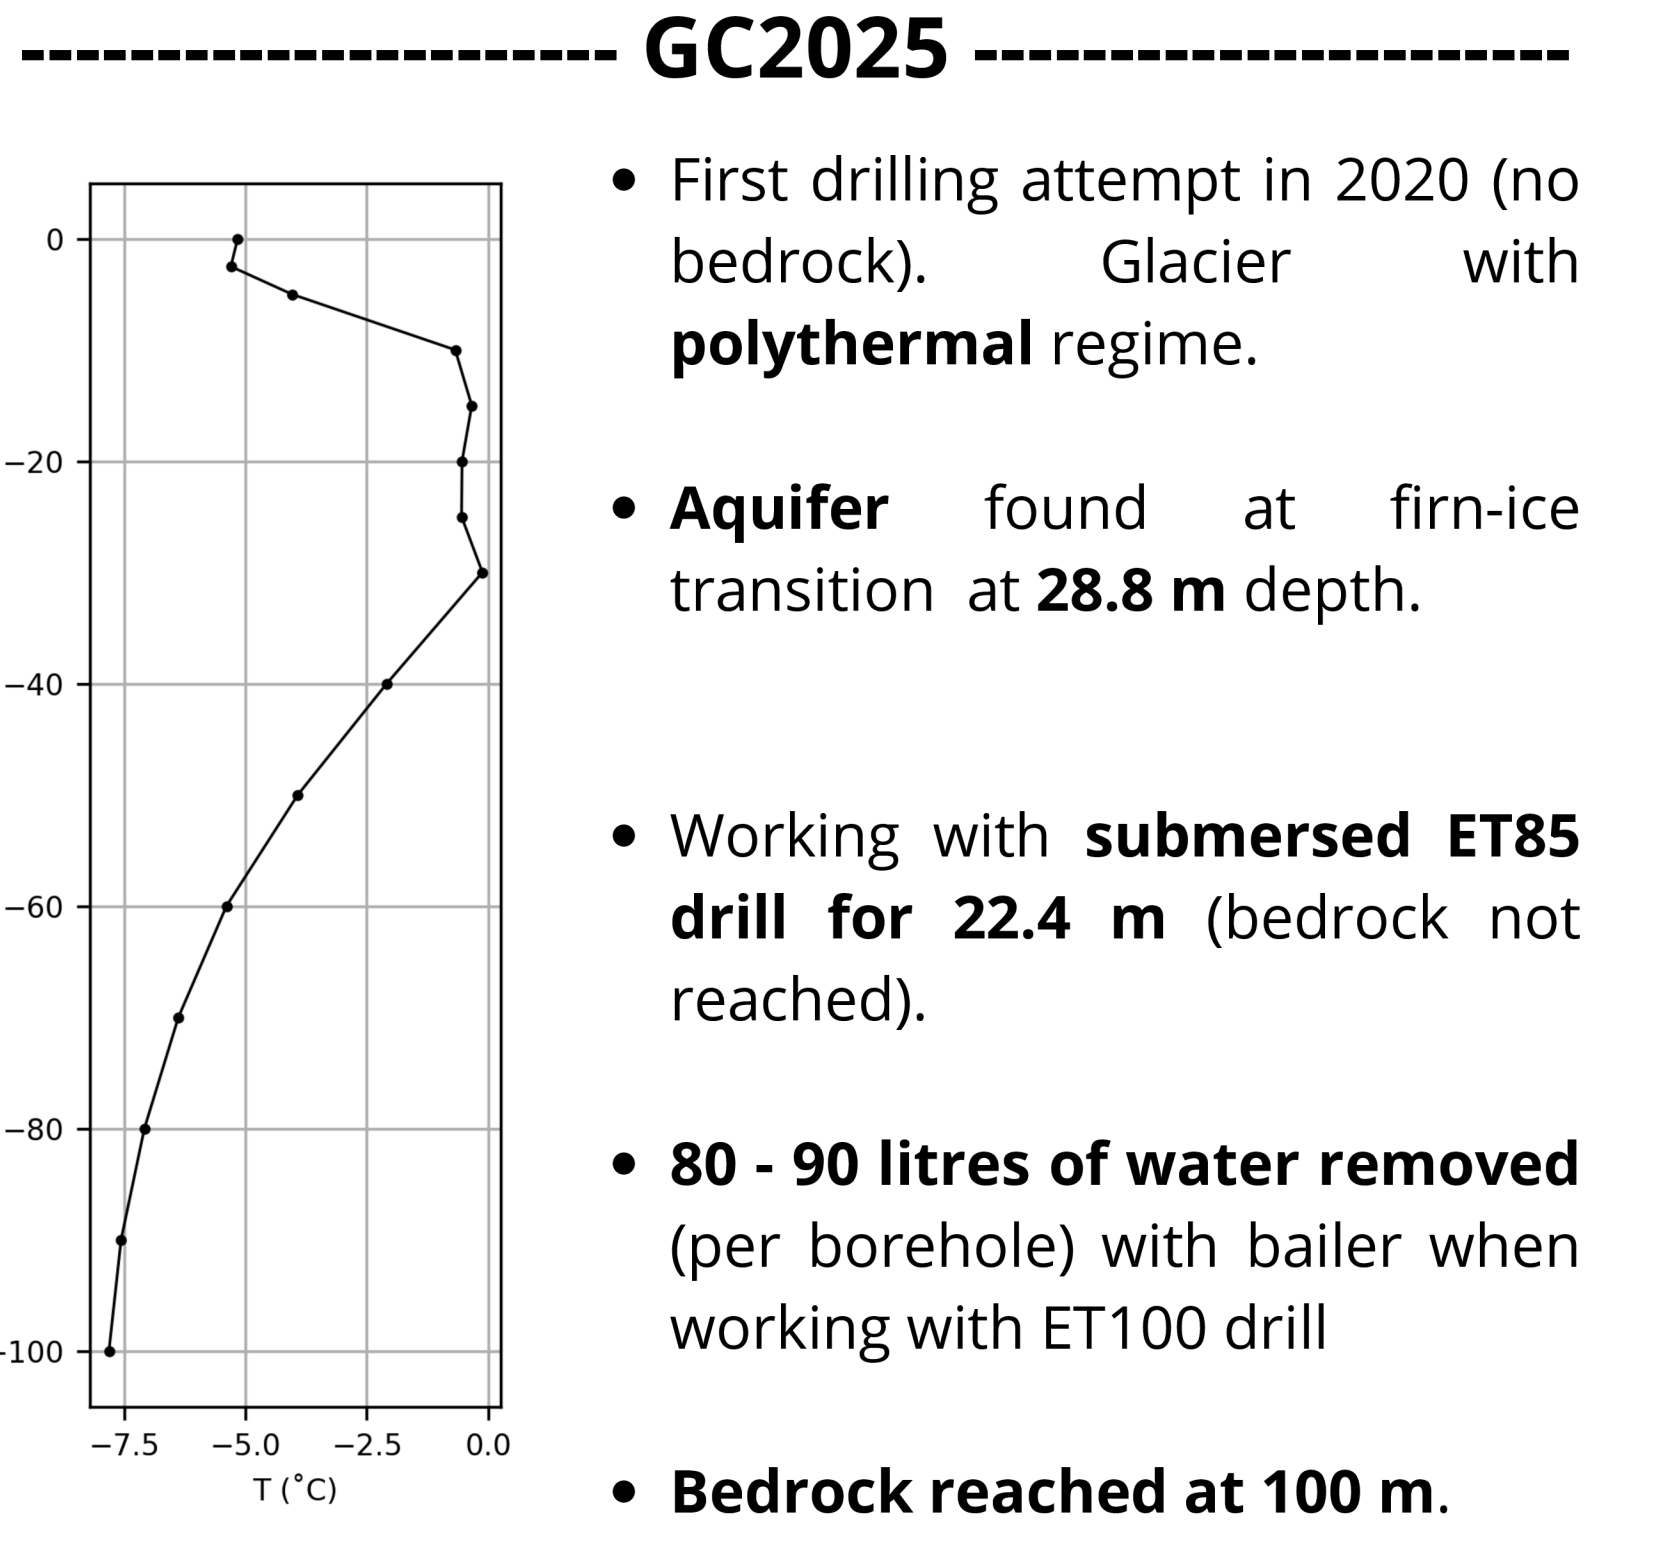 ---------------------- GC2025 ----------------------
0
−20
−40
−60
−80
-100
−7.5 −5.0 −2.5 0.0
T (˚C)
• First drilling attempt in 2020 (no
bedrock). Glacier with
polythermal regime.
• Aquifer found at firn-ice
transition at 28.8 m depth.
• Working with submersed ET85
drill for 22.4 m (bedrock not
reached).
• 80 - 90 litres of water removed
(per borehole) with bailer when
working with ET100 drill
• Bedrock reached at 100 m.